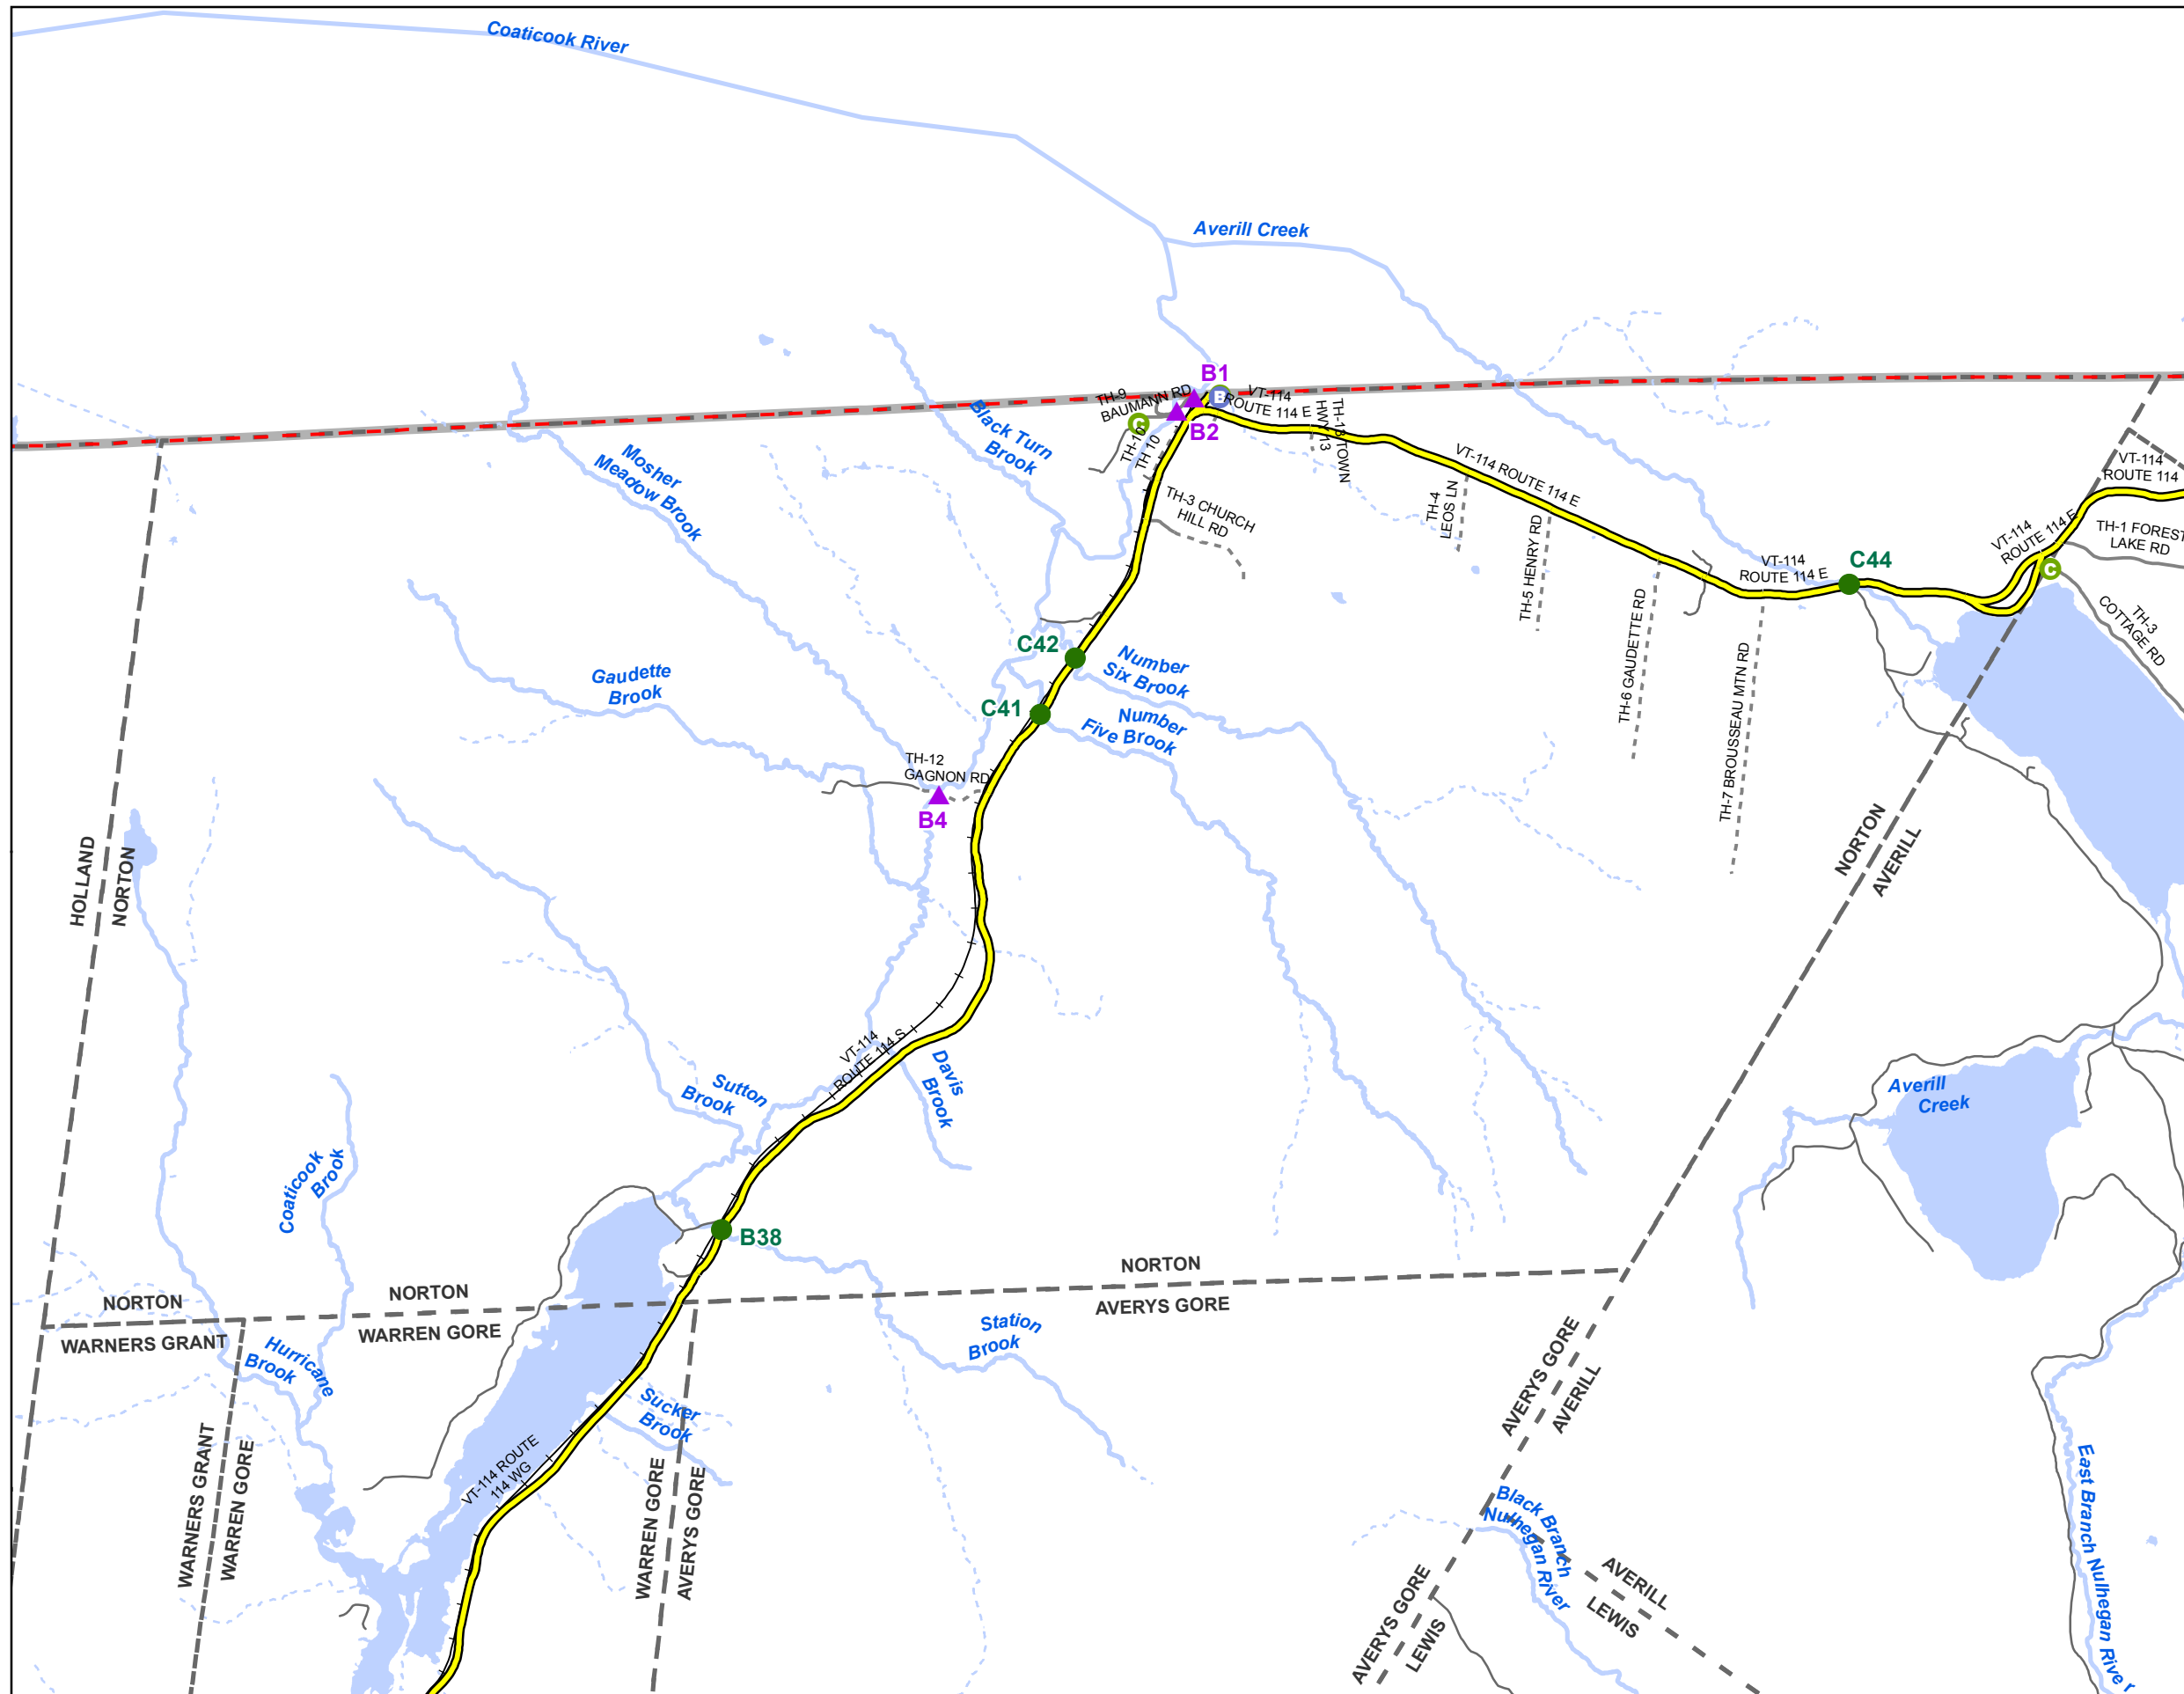 Coaticook River
Averill Creek
B1
TH-9
BAUMANN RD
B
VT-114
ROUTE 114 E
C
B2
TH-10
TH 10
TH-13 TOWN
HWY 13
Black Turn
Brook
Mosher
Meadow Brook
VT-114 ROUTE 114 E
VT-114
ROUTE 114
TH-3 CHURCH
HILL RD
TH-4
LEOS LN
TH-5 HENRY RD
TH-6 GAUDETTE RD
TH-7 BROUSSEAU MTN RD
VT-114
ROUTE 114 E
C44
VT-114
ROUTE 114 E
TH-1 FOREST
LAKE RD
C
TH-3
COTTAGE RD
C42
Number
Six Brook
C41
Number
Five Brook
Gaudette
Brook
TH-12
GAGNON RD
B4
HOLLAND
NORTON
NORTON
AVERILL
VT-114
ROUTE 114 S
Davis
Brook
Sutton
Brook
Averill
Creek
Coaticook
Brook
B38
NORTON
WARNERS GRANT
NORTON
WARREN GORE
NORTON
AVERYS GORE
Hurricane
Brook
Station
Brook
Sucker
Brook
AVERYS GORE
AVERILL
VT-114 ROUTE
114 WG
WARNERS GRANT
WARREN GORE
WARREN GORE
AVERYS GORE
Black Branch
Nulhegan River
East Branch Nulhegan River
AVERILL
LEWIS
AVERYS GORE
LEWIS